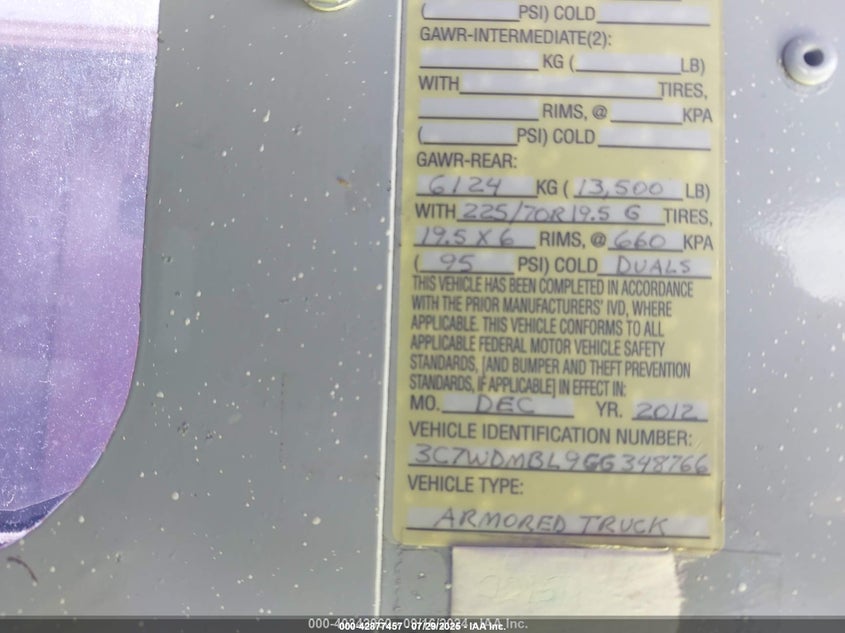 ( PSI) COLD
GAWR-INTERMEDIATE(2):
KG ( LB)
WITH TIRES,
RIMS, @ KPA
( PSI) COLD
GAWR-REAR:
6124 KG ( 13,500 LB)
WITH 225/70R19.5 G TIRES,
19.5 X 6 RIMS, @ 660 KPA
( 95 PSI) COLD DUALS
THIS VEHICLE HAS BEEN COMPLETED IN ACCORDANCE
WITH THE PRIOR MANUFACTURERS' IVD, WHERE
APPLICABLE. THIS VEHICLE CONFORMS TO ALL
APPLICABLE FEDERAL MOTOR VEHICLE SAFETY
STANDARDS, [AND BUMPER AND THEFT PREVENTION
STANDARDS, IF APPLICABLE] IN EFFECT IN:
MO. DEC YR. 2012
VEHICLE IDENTIFICATION NUMBER:
3C7WDMBL9GG348766
VEHICLE TYPE:
ARMORED TRUCK
000-42877457 - 07/29/2025 - IAA Inc.